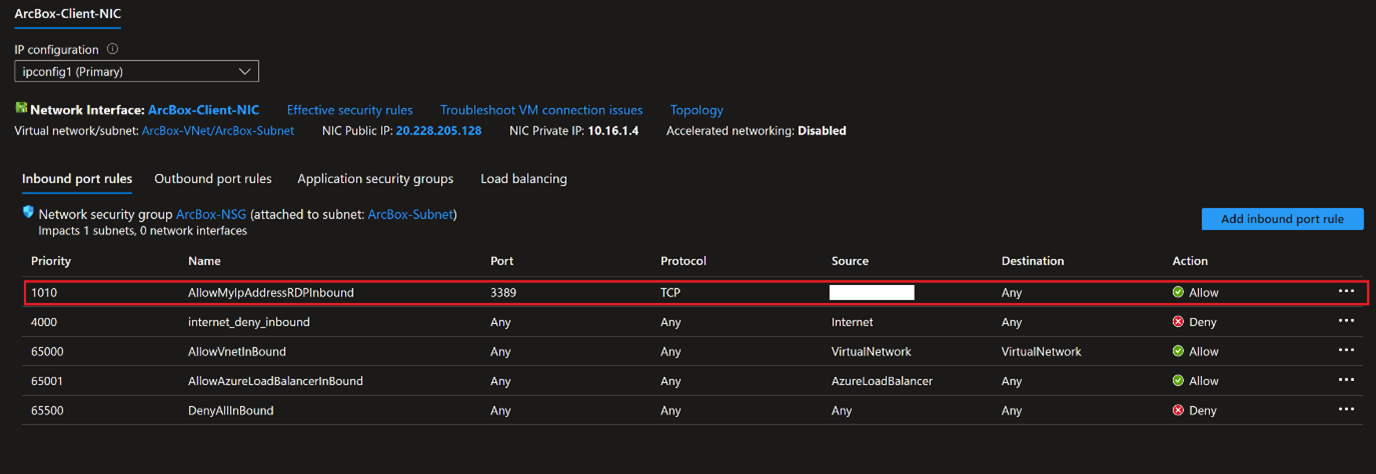 ArcBox-Client-NIC
IP configuration
ipconfig1 (Primary)
Network Interface: ArcBox-Client-NIC Effective security rules Troubleshoot VM connection issues Topology
Virtual network/subnet: ArcBox-VNet/ArcBox-Subnet NIC Public IP: 20.228.205.128 NIC Private IP: 10.16.1.4 Accelerated networking: Disabled
Inbound port rules Outbound port rules Application security groups Load balancing
Network security group ArcBox-NSG (attached to subnet: ArcBox-Subnet)
Impacts 1 subnets, 0 network interfaces
Add inbound port rule
Priority Name Port Protocol Source Destination Action
1010 AllowMyIpAddressRDPInbound 3389 TCP Any Allow
4000 internet_deny_inbound Any Any Internet Any Deny
65000 AllowVnetInBound Any Any VirtualNetwork VirtualNetwork Allow
65001 AllowAzureLoadBalancerInBound Any Any AzureLoadBalancer Any Allow
65500 DenyAllInBound Any Any Any Any Deny